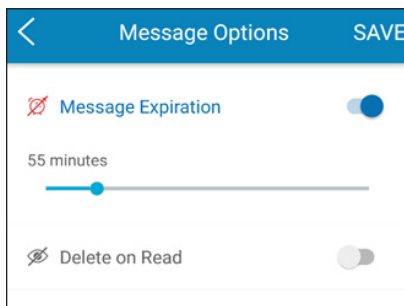 Message Options SAVE
Message Expiration
55 minutes
Delete on Read